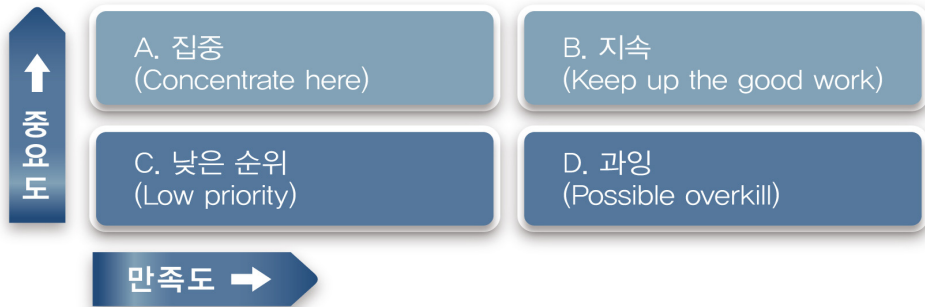 중요도
A. 집중
(Concentrate here)
B. 지속
(Keep up the good work)
C. 낮은 순위
(Low priority)
D. 과잉
(Possible overkill)
만족도